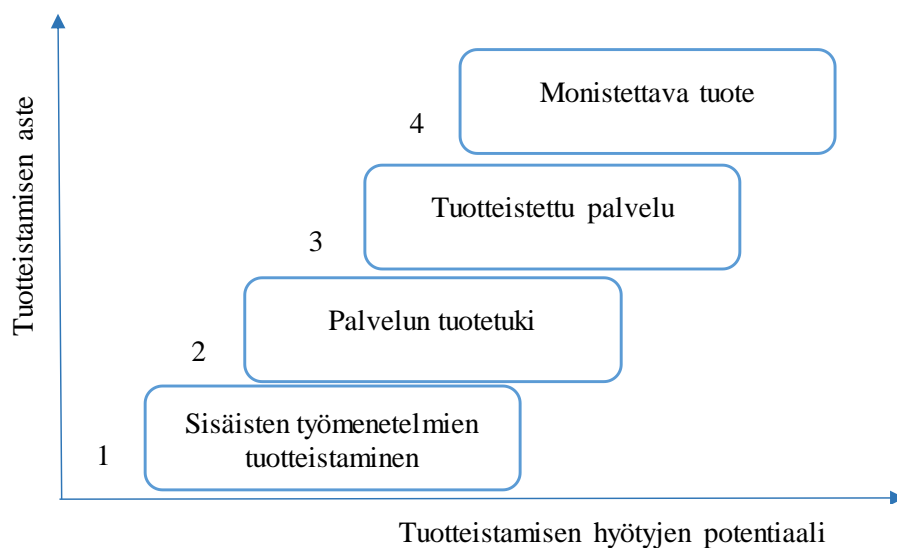 Tuotteistamisen aste
4
Monistettava tuote
3
Tuotteistettu palvelu
2
Palvelun tuotetuki
1
Sisäisten työmenetelmien
tuotteistaminen
Tuotteistamisen hyötyjen potentiaali